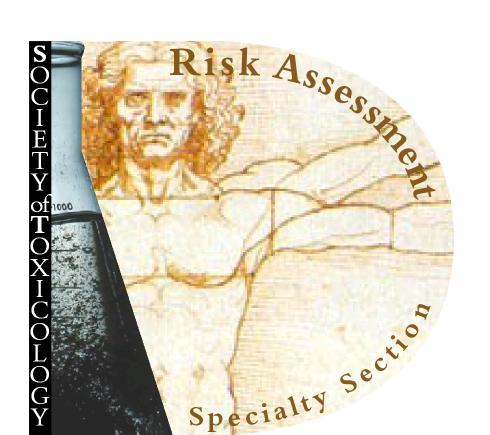 SOCIETY of TOXICOLOGY
Risk Assessment
1000
Specialty Section